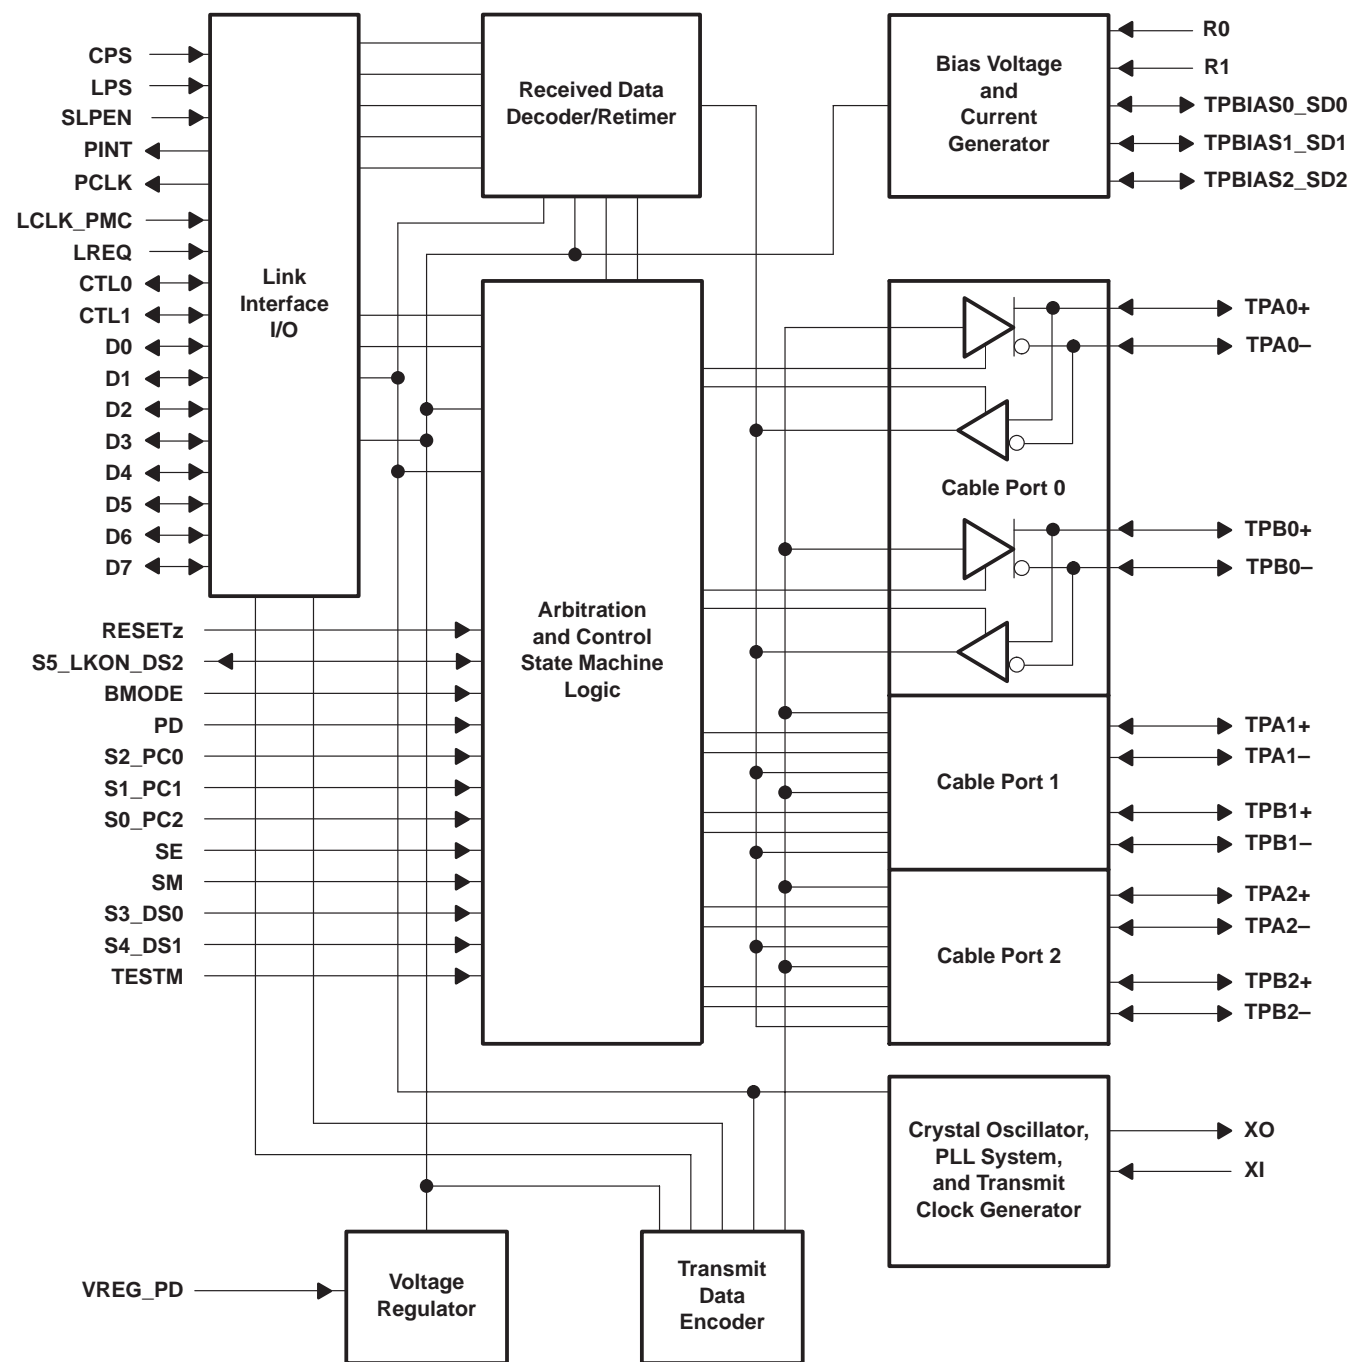 CPS
LPS
SLPEN
PINT
PCLK
LCLK_PMC
LREQ
CTL0
CTL1
D0
D1
D2
D3
D4
D5
D6
D7
RESETz
S5_LKON_DS2
BMODE
PD
S2_PC0
S1_PC1
S0_PC2
SE
SM
S3_DS0
S4_DS1
TESTM
VREG_PD
Link
Interface
I/O
Received Data
Decoder/Retimer
Arbitration
and Control
State Machine
Logic
Voltage
Regulator
Transmit
Data
Encoder
Bias Voltage
and
Current
Generator
Cable Port 0
Cable Port 1
Cable Port 2
Crystal Oscillator,
PLL System,
and Transmit
Clock Generator
R0
R1
TPBIAS0_SD0
TPBIAS1_SD1
TPBIAS2_SD2
TPA0+
TPA0–
TPB0+
TPB0–
TPA1+
TPA1–
TPB1+
TPB1–
TPA2+
TPA2–
TPB2+
TPB2–
XO
XI